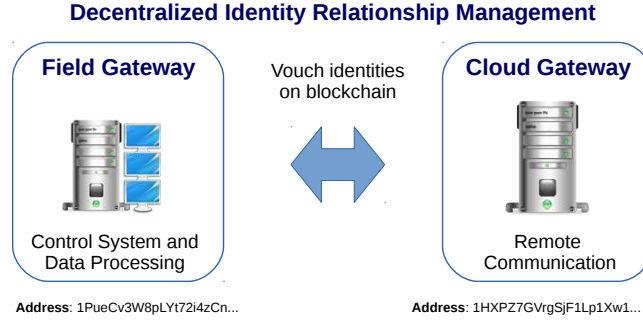 Decentralized Identity Relationship Management
Field Gateway
Vouch identities
on blockchain
Cloud Gateway
Control System and
Data Processing
Remote
Communication
Address: 1PueCv3W8pLYt72i4zCn...
Address: 1HXPZ7GVrgSjF1Lp1Xw1...